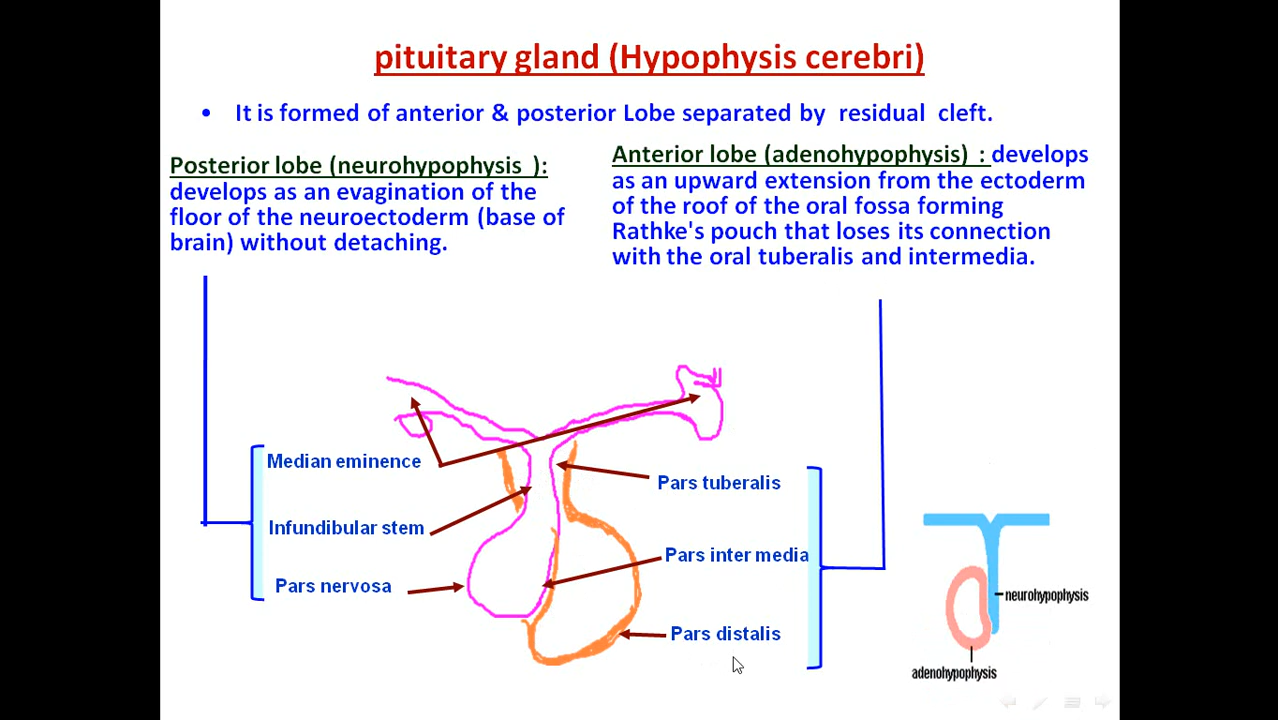 pituitary gland (Hypophysis cerebri)
• It is formed of anterior & posterior Lobe separated by residual cleft.
Posterior lobe (neurohypophysis ):
develops as an evagination of the
floor of the neuroectoderm (base of
brain) without detaching.
Anterior lobe (adenohypophysis) : develops
as an upward extension from the ectoderm
of the roof of the oral fossa forming
Rathke's pouch that loses its connection
with the oral tuberalis and intermedia.
Median eminence
Infundibular stem
Pars nervosa
Pars tuberalis
Pars inter media
Pars distalis
neurohypophysis
adenohypophysis